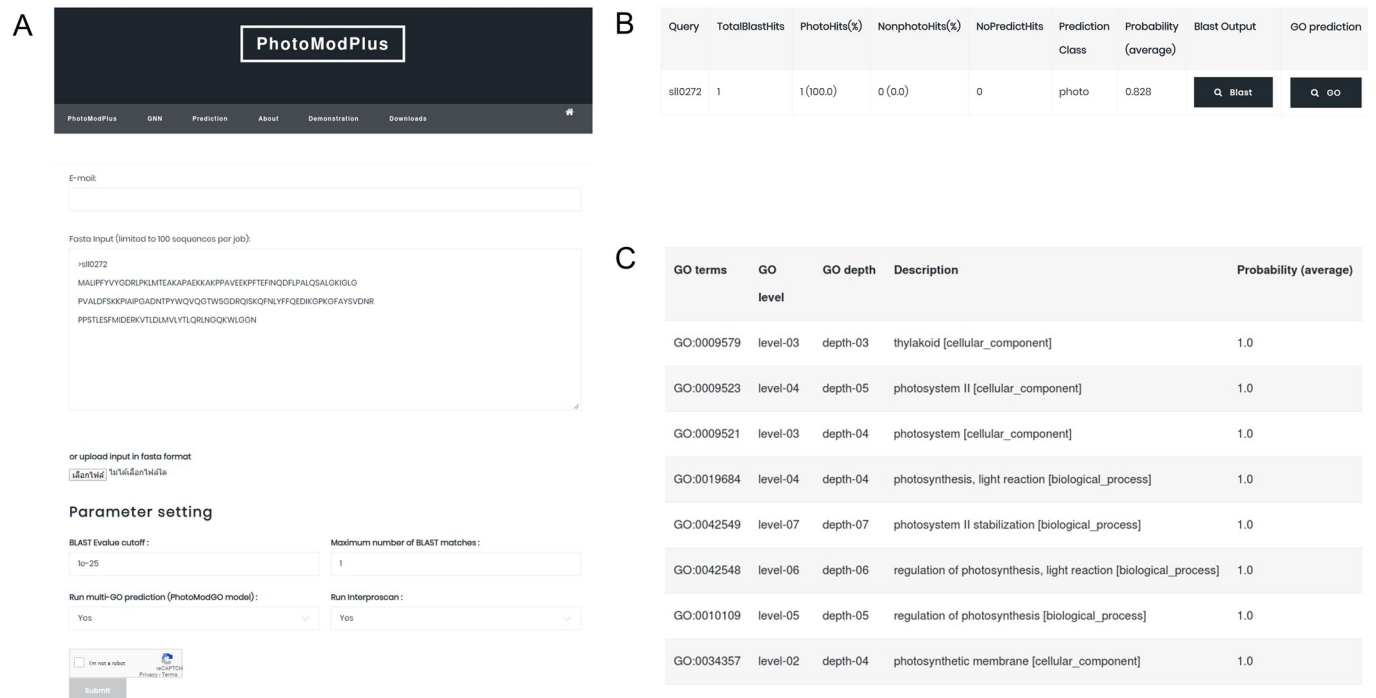 A
PhotoModPlus
PhotoModPlus GNN Prediction About Demonstration Downloads
E-mail:
Fasta Input (limited to 100 sequences per job):
>sll0272
MALIPFYVYGDRLPKLMTEAKAPAEKKAKPPAVEEKPFTEFINQDFLPALQSALGKIGLG
PVALDFSKKPIAIPGADNTPYWQVQGTWSGDRQISKQFNLYFFQEDIKGPKGFAYSVDNR
PPSTLESFMIDERKVTLDLMVLYTLQRLNGQKWLGGN
or upload input in fasta format
เลือกไฟล์ ไม่ได้เลือกไฟล์ใด
Parameter setting
BLAST Evalue cutoff : Maximum number of BLAST matches :
1e-25 1
Run multi-GO prediction (PhotoModGO model) : Run Interproscan :
Yes Yes
I'm not a robot
reCAPTCH
Privacy - Terms
Submit
B
Query TotalBlastHits PhotoHits(%) NonphotoHits(%) NoPredictHits Prediction Class Probability (average) Blast Output GO prediction
sll0272 1 1 (100.0) 0 (0.0) 0 photo 0.828 Blast GO
C
GO terms GO level GO depth Description Probability (average)
GO:0009579 level-03 depth-03 thylakoid [cellular_component] 1.0
GO:0009523 level-04 depth-05 photosystem II [cellular_component] 1.0
GO:0009521 level-03 depth-04 photosystem [cellular_component] 1.0
GO:0019684 level-04 depth-04 photosynthesis, light reaction [biological_process] 1.0
GO:0042549 level-07 depth-07 photosystem II stabilization [biological_process] 1.0
GO:0042548 level-06 depth-06 regulation of photosynthesis, light reaction [biological_process] 1.0
GO:0010109 level-05 depth-05 regulation of photosynthesis [biological_process] 1.0
GO:0034357 level-02 depth-04 photosynthetic membrane [cellular_component] 1.0